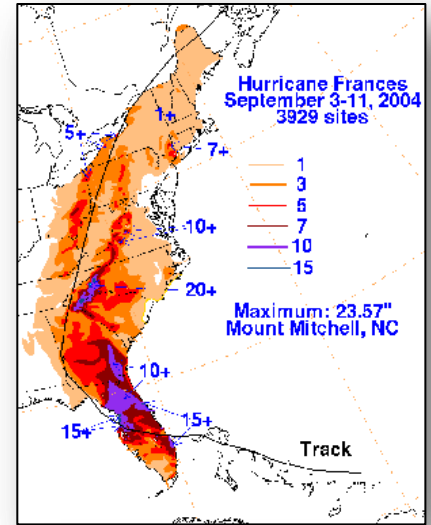 Hurricane Frances
September 3-11, 2004
3929 sites
1+
5+
7+
1
3
5
7
10
15
10+
20+
Maximum: 23.57"
Mount Mitchell, NC
10+
15+
15+
Track